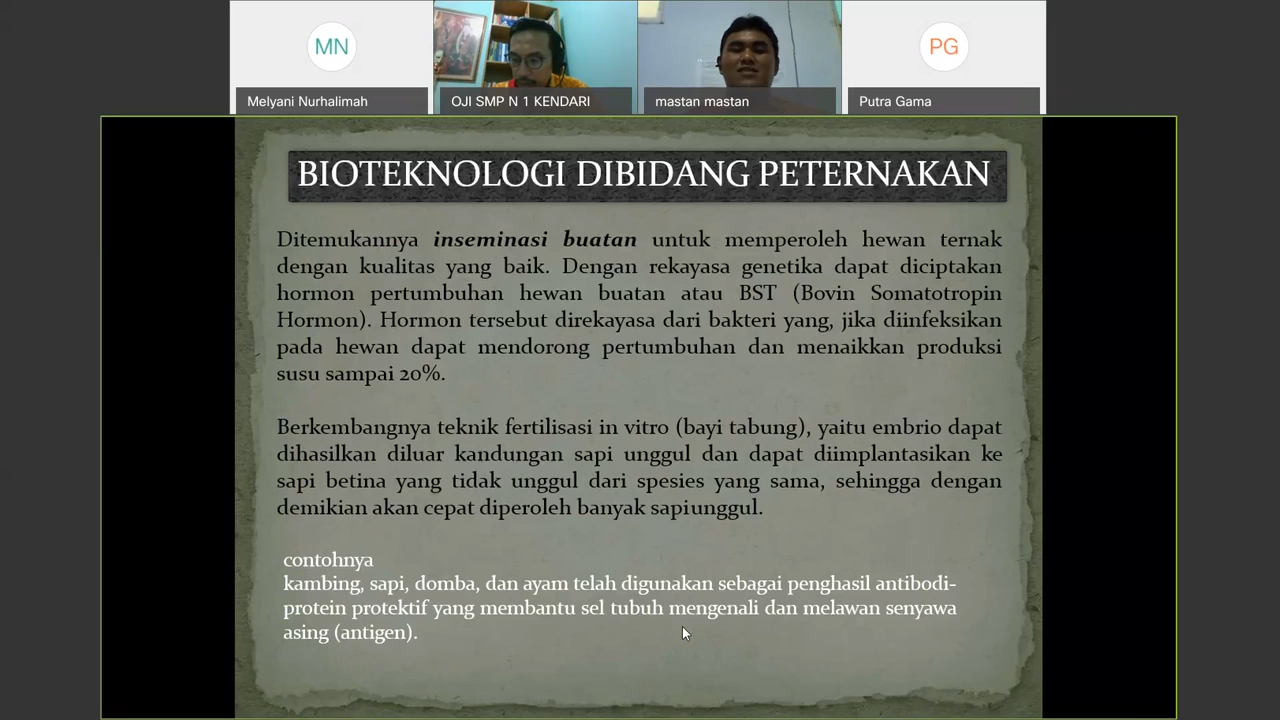 MN
PG
Melyani Nurhalimah
OJI SMP N 1 KENDARI
mastan mastan
Putra Gama
BIOTEKNOLOGI DIBIDANG PETERNAKAN
Ditemukannya inseminasi buatan untuk memperoleh hewan ternak
dengan kualitas yang baik. Dengan rekayasa genetika dapat diciptakan
hormon pertumbuhan hewan buatan atau BST (Bovin Somatotropin
Hormon). Hormon tersebut direkayasa dari bakteri yang, jika diinfeksikan
pada hewan dapat mendorong pertumbuhan dan menaikkan produksi
susu sampai 20%.
Berkembangnya teknik fertilisasi in vitro (bayi tabung), yaitu embrio dapat
dihasilkan diluar kandungan sapi unggul dan dapat diimplantasikan ke
sapi betina yang tidak unggul dari spesies yang sama, sehingga dengan
demikian akan cepat diperoleh banyak sapiunggul.
contohnya
kambing, sapi, domba, dan ayam telah digunakan sebagai penghasil antibodi-
protein protektif yang membantu sel tubuh mengenali dan melawan senyawa
asing (antigen).